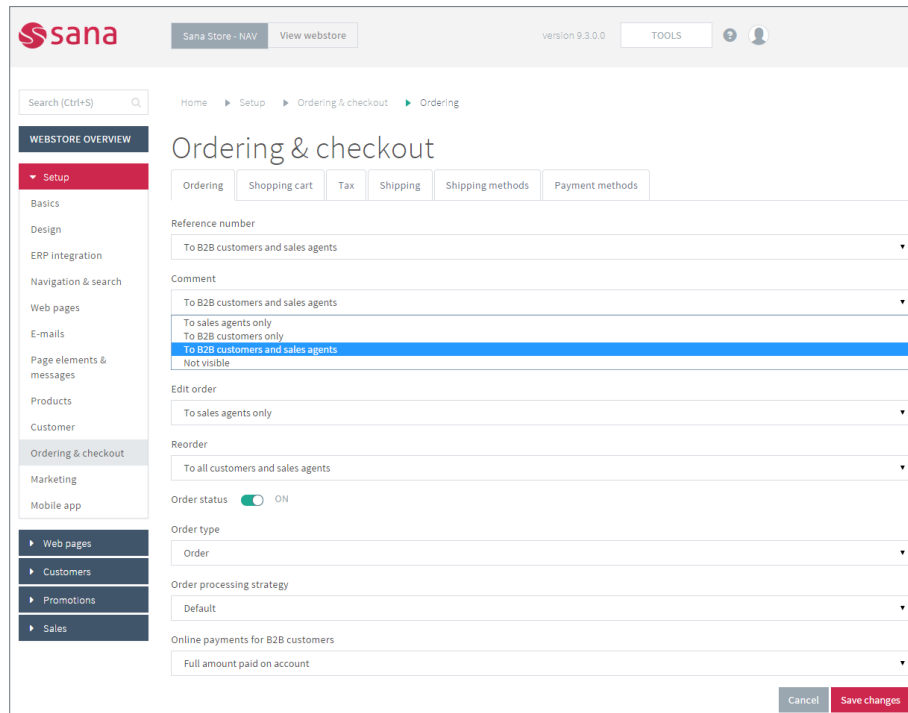 sana
Sana Store - NAV View webstore version 9.3.0.0 TOOLS ?
Search (Ctrl+S)
Home Setup Ordering & checkout Ordering
WEBSTORE OVERVIEW
Ordering & checkout
Setup
Basics
Design
ERP integration
Navigation & search
Web pages
E-mails
Page elements &
messages
Products
Customer
Ordering & checkout
Marketing
Mobile app
Web pages
Customers
Promotions
Sales
Ordering Shopping cart Tax Shipping Shipping methods Payment methods
Reference number
To B2B customers and sales agents
Comment
To B2B customers and sales agents
To sales agents only
To B2B customers only
To B2B customers and sales agents
Not visible
Edit order
To sales agents only
Reorder
To all customers and sales agents
Order status ON
Order type
Order
Order processing strategy
Default
Online payments for B2B customers
Full amount paid on account
Cancel Save changes